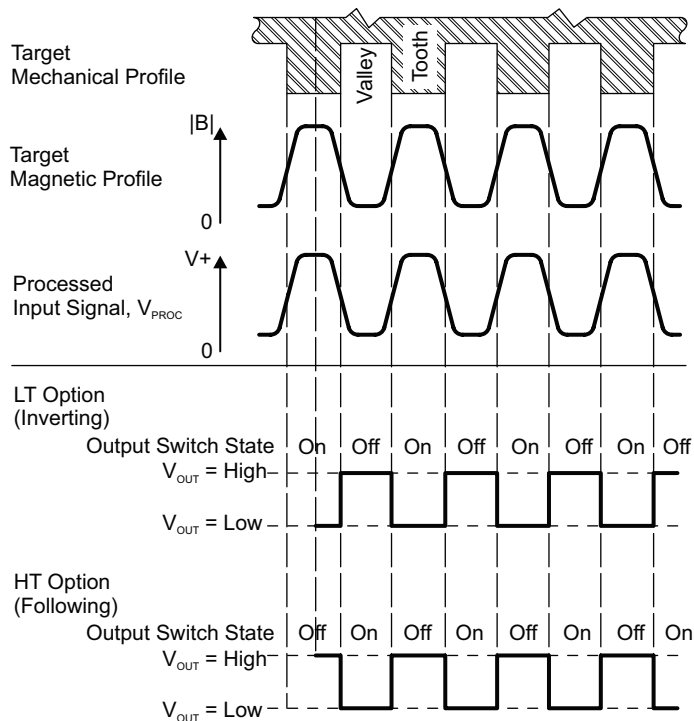 Target
Mechanical Profile
Valley
Tooth
|B|
Target
Magnetic Profile
0
V+
Processed
Input Signal, VPROC
0
LT Option
(Inverting)
Output Switch State On Off On Off On Off On Off
VOUT = High
VOUT = Low
HT Option
(Following)
Output Switch State Off On Off On Off On Off On
VOUT = High
VOUT = Low